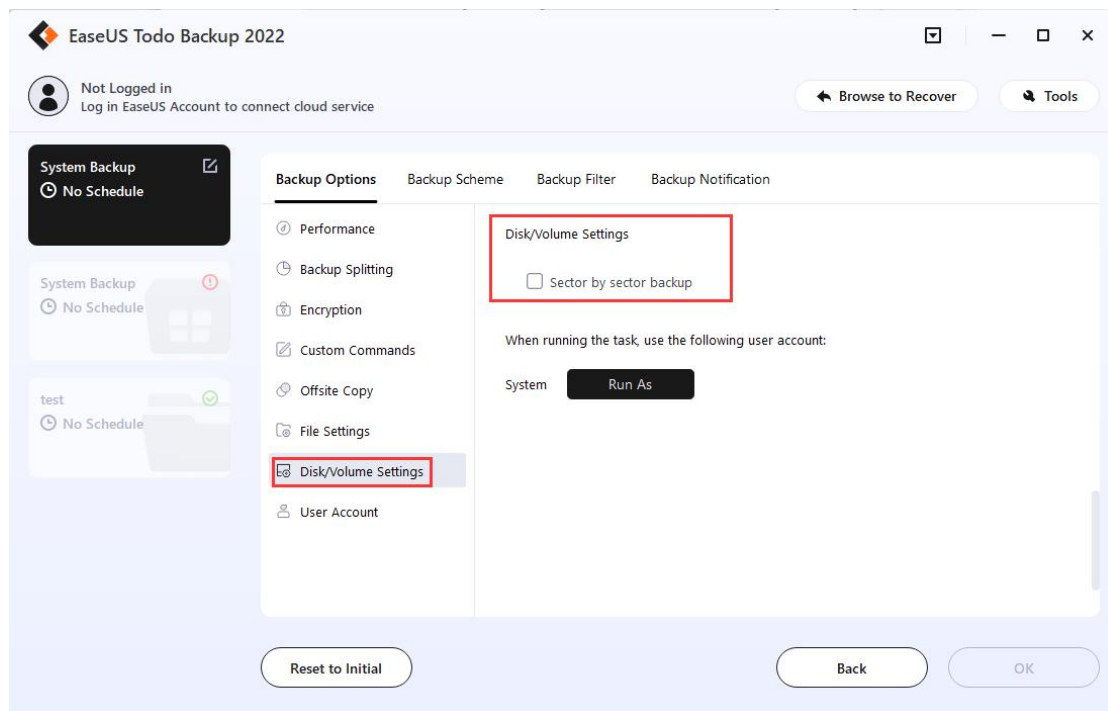 EaseUS Todo Backup 2022
Not Logged in
Log in EaseUS Account to connect cloud service
Browse to Recover
Tools
System Backup
No Schedule
System Backup
No Schedule
test
No Schedule
Backup Options
Backup Scheme
Backup Filter
Backup Notification
Performance
Backup Splitting
Encryption
Custom Commands
Offsite Copy
File Settings
Disk/Volume Settings
User Account
Disk/Volume Settings
Sector by sector backup
When running the task, use the following user account:
System
Run As
Reset to Initial
Back
OK